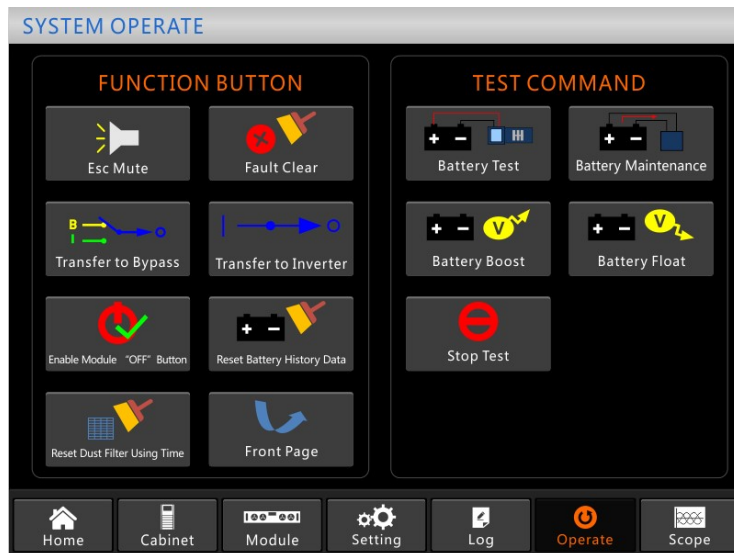 SYSTEM OPERATE
FUNCTION BUTTON
Esc Mute
Fault Clear
B
I
Transfer to Bypass
Transfer to Inverter
Enable Module "OFF" Button
+ -
Reset Battery History Data
Reset Dust Filter Using Time
Front Page
TEST COMMAND
+ -
Battery Test
+ -
Battery Maintenance
+ - V
Battery Boost
+ - V
Battery Float
Stop Test
Home
Cabinet
Module
Setting
Log
Operate
Scope